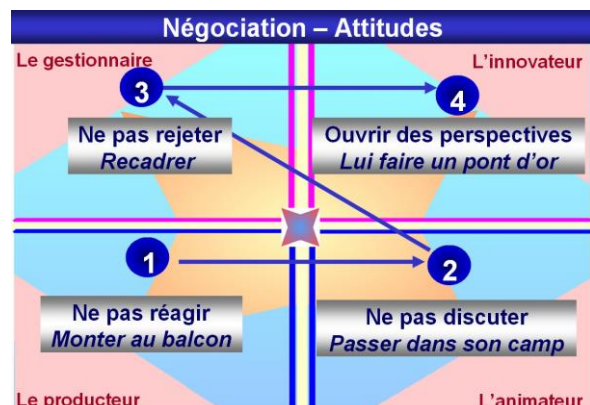 Négociation – Attitudes
Le gestionnaire
L'innovateur
3
4
Ne pas rejeter
Recadrer
Ouvrir des perspectives
Lui faire un pont d'or
1
2
Ne pas réagir
Monter au balcon
Ne pas discuter
Passer dans son camp
Le producteur
L'animateur